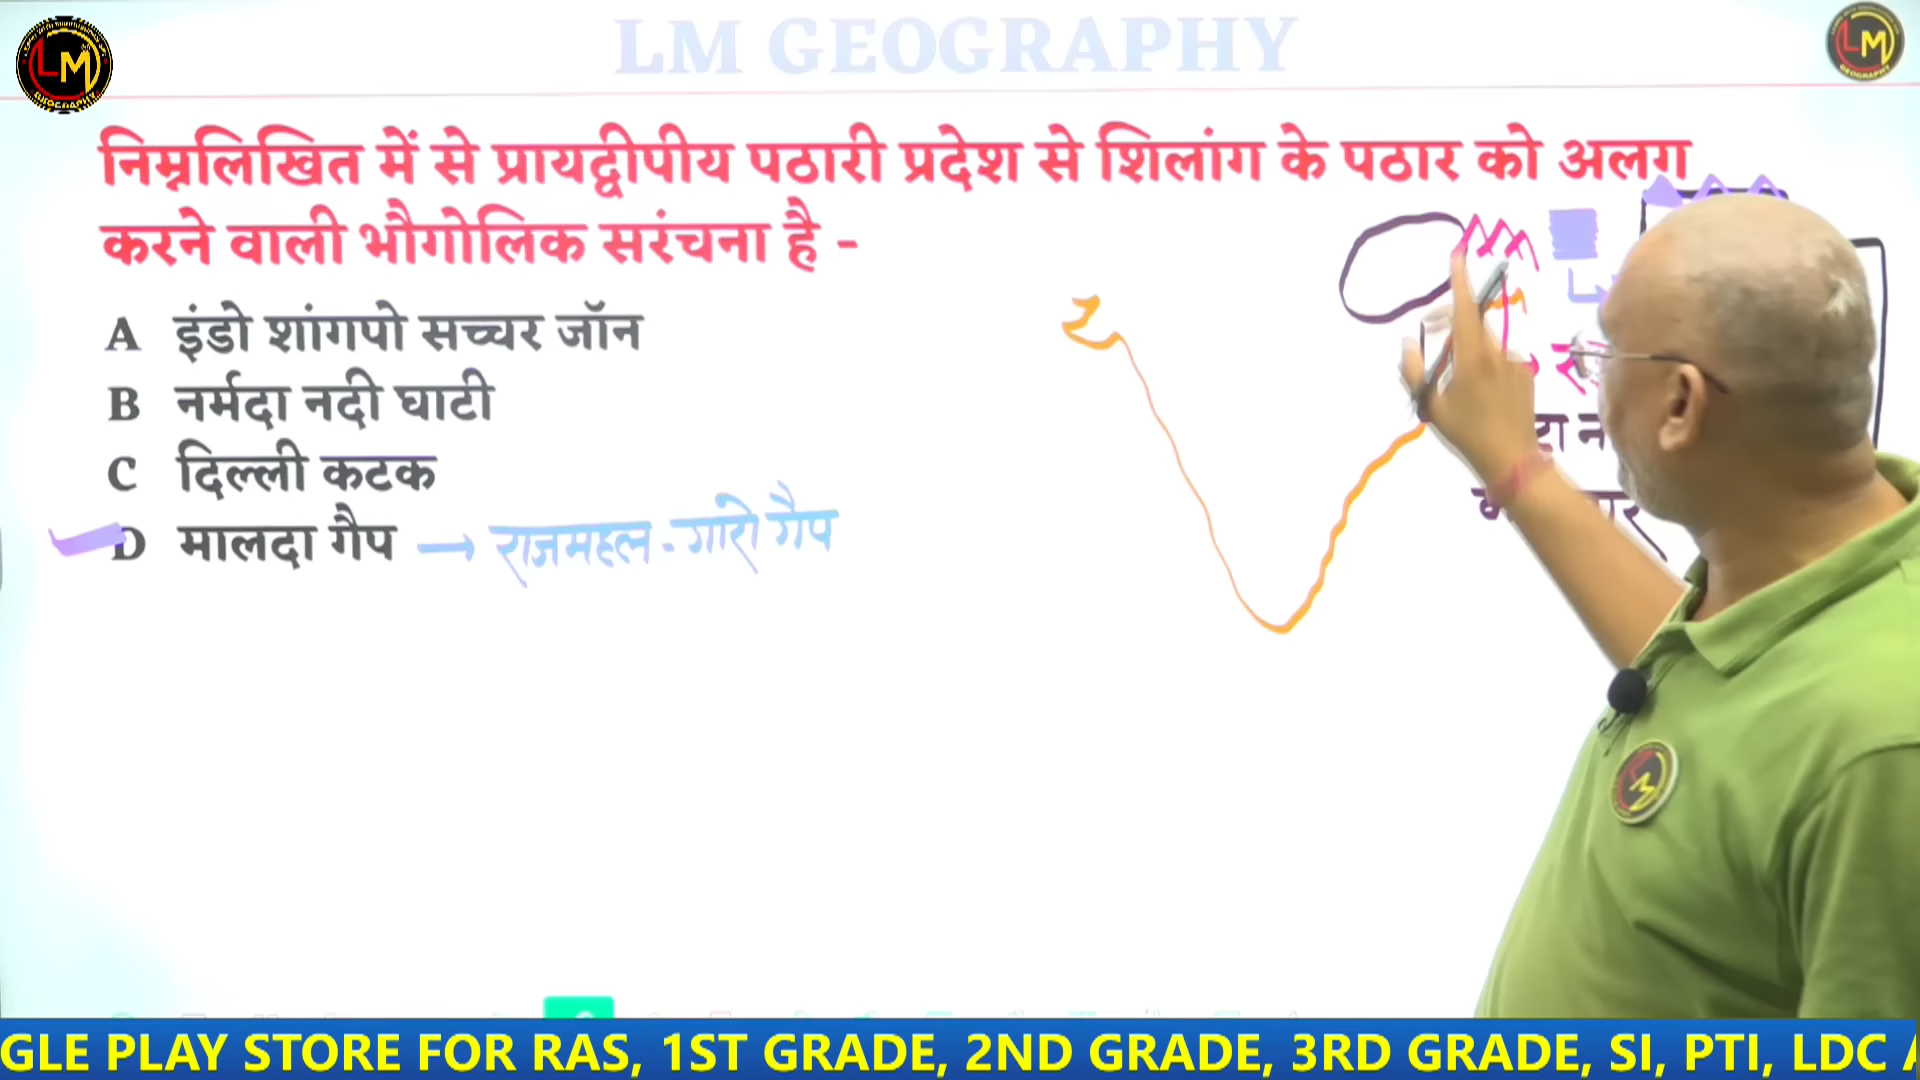 LM GEOGRAPHY
निम्नलिखित में से प्रायद्वीपीय पठारी प्रदेश से शिलांग के पठार को अलग
करने वाली भौगोलिक सरंचना है -
A इंडो शांगपो सच्चर जॉन
B नर्मदा नदी घाटी
C दिल्ली कटक
D मालदा गैप → राजमहल - गारो गैप
GLE PLAY STORE FOR RAS, 1ST GRADE, 2ND GRADE, 3RD GRADE, SI, PTI, LDC